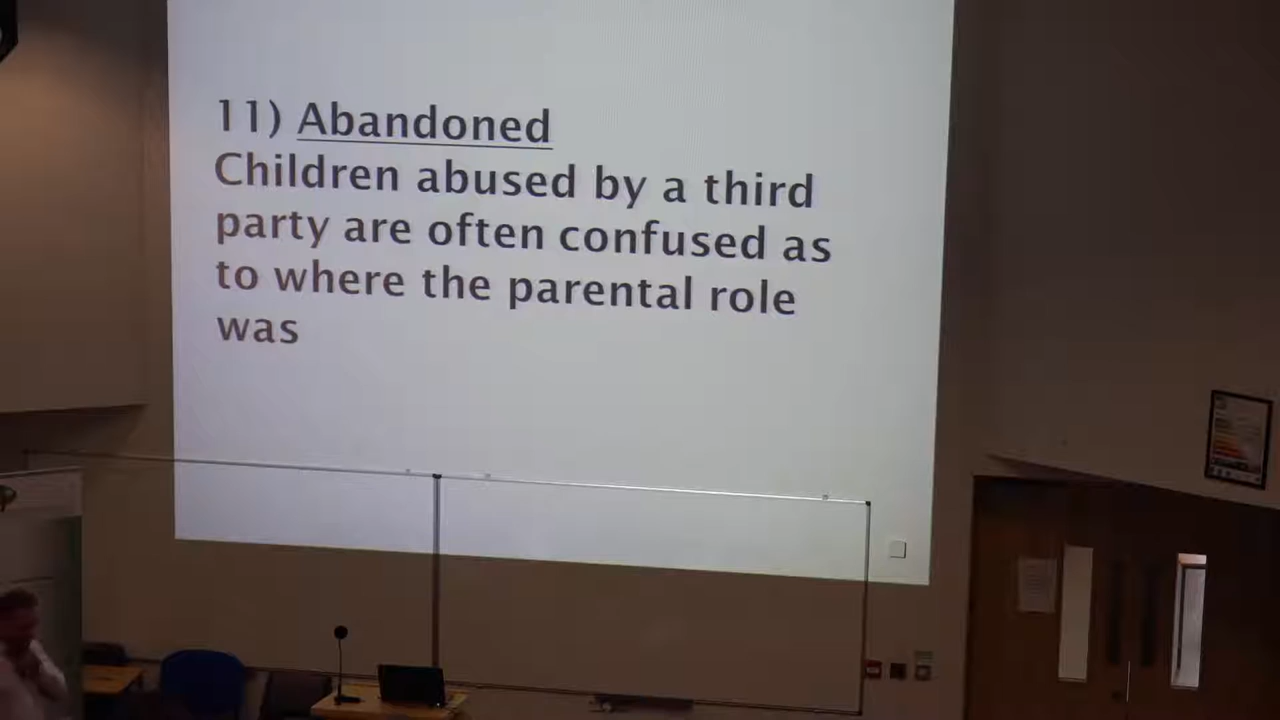 11) Abandoned
Children abused by a third
party are often confused as
to where the parental role
was